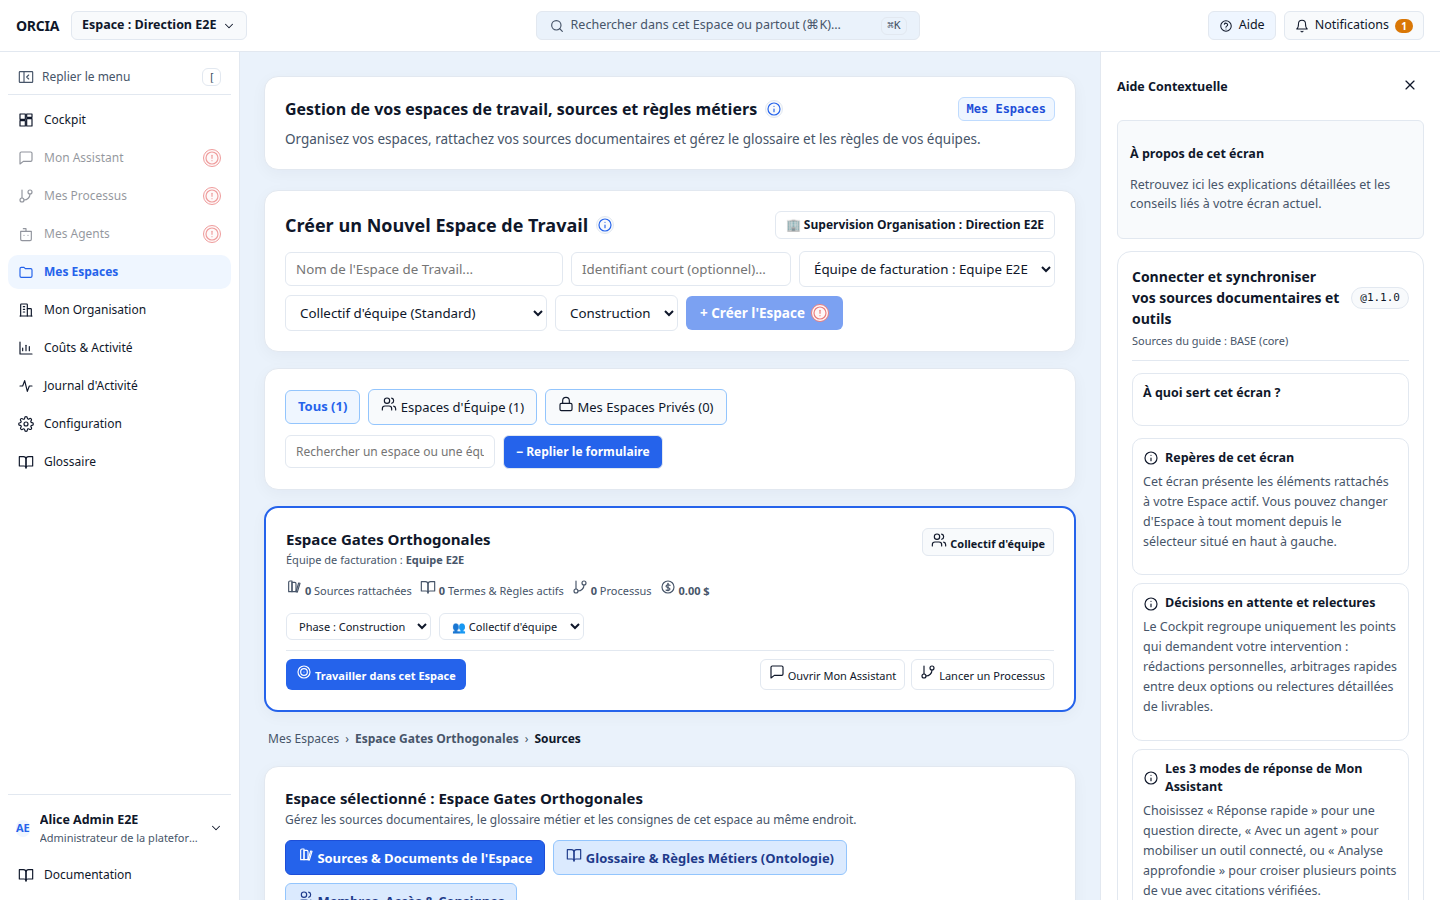 ORCIA
Espace : Direction E2E
Rechercher dans cet Espace ou partout (⌘K)...
⌘K
Aide
Notifications 1
Replier le menu
[
Cockpit
Mon Assistant
Mes Processus
Mes Agents
Mes Espaces
Mon Organisation
Coûts & Activité
Journal d'Activité
Configuration
Glossaire
AE
Alice Admin E2E
Administrateur de la platefor...
Documentation
Gestion de vos espaces de travail, sources et règles métiers
Mes Espaces
Organisez vos espaces, rattachez vos sources documentaires et gérez le glossaire et les règles de vos équipes.
Créer un Nouvel Espace de Travail
🏢 Supervision Organisation : Direction E2E
Nom de l'Espace de Travail...
Identifiant court (optionnel)...
Équipe de facturation : Equipe E2E
Collectif d'équipe (Standard)
Construction
+ Créer l'Espace
Tous (1)
Espaces d'Équipe (1)
Mes Espaces Privés (0)
Rechercher un espace ou une équ
− Replier le formulaire
Espace Gates Orthogonales
Collectif d'équipe
Équipe de facturation : Equipe E2E
0 Sources rattachées
0 Termes & Règles actifs
0 Processus
0.00 $
Phase : Construction
👥 Collectif d'équipe
Travailler dans cet Espace
Ouvrir Mon Assistant
Lancer un Processus
Mes Espaces › Espace Gates Orthogonales › Sources
Espace sélectionné : Espace Gates Orthogonales
Gérez les sources documentaires, le glossaire métier et les consignes de cet espace au même endroit.
Sources & Documents de l'Espace
Glossaire & Règles Métiers (Ontologie)
Membres, Accès & Consignes
Aide Contextuelle
À propos de cet écran
Retrouvez ici les explications détaillées et les
conseils liés à votre écran actuel.
Connecter et synchroniser
vos sources documentaires et
outils
@1.1.0
Sources du guide : BASE (core)
À quoi sert cet écran ?
Repères de cet écran
Cet écran présente les éléments rattachés
à votre Espace actif. Vous pouvez changer
d'Espace à tout moment depuis le
sélecteur situé en haut à gauche.
Décisions en attente et relectures
Le Cockpit regroupe uniquement les points
qui demandent votre intervention :
rédactions personnelles, arbitrages rapides
entre deux options ou relectures détaillées
de livrables.
Les 3 modes de réponse de Mon
Assistant
Choisissez « Réponse rapide » pour une
question directe, « Avec un agent » pour
mobiliser un outil connecté, ou « Analyse
approfondie » pour croiser plusieurs points
de vue avec citations vérifiées.